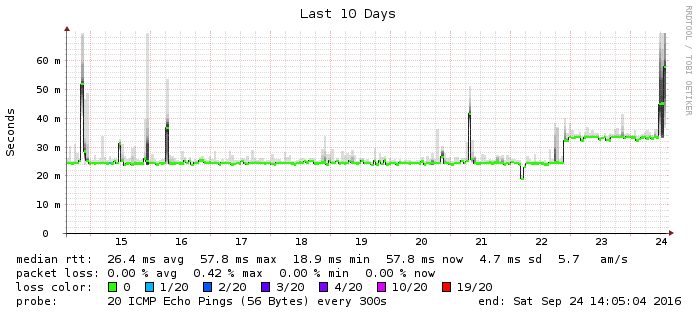 Last 10 Days
RRDTOOL / TOBI OETIKER
Seconds
60 m
50 m
40 m
30 m
20 m
10 m
0
15 16 17 18 19 20 21 22 23 24
median rtt: 26.4 ms avg 57.8 ms max 18.9 ms min 57.8 ms now 4.7 ms sd 5.7 am/s
packet loss: 0.00 % avg 0.42 % max 0.00 % min 0.00 % now
loss color: 0 1/20 2/20 3/20 4/20 10/20 19/20
probe: 20 ICMP Echo Pings (56 Bytes) every 300s end: Sat Sep 24 14:05:04 2016